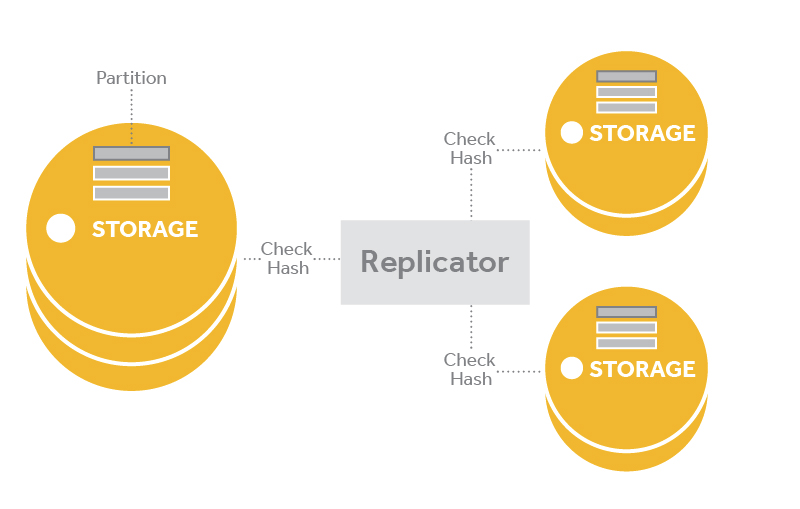 Partition
STORAGE
Check
Hash
Replicator
Check
Hash
STORAGE
Check
Hash
STORAGE